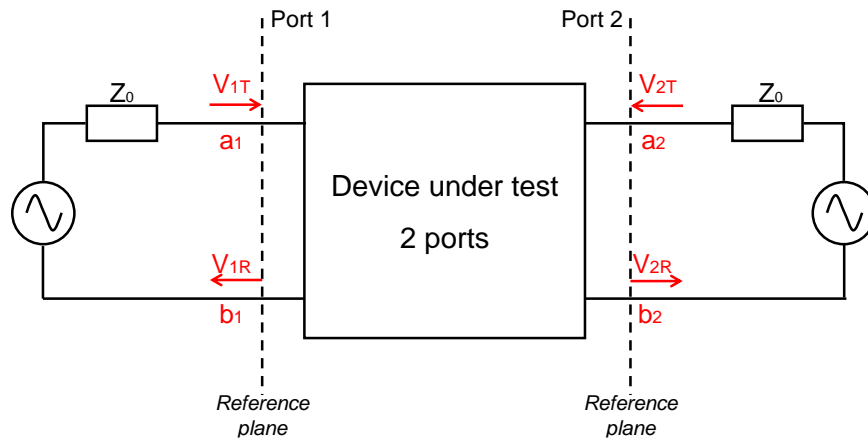 Port 1
Port 2
Z0
V1T
V2T
Z0
a1
a2
Device under test
2 ports
V1R
V2R
b1
b2
Reference
plane
Reference
plane